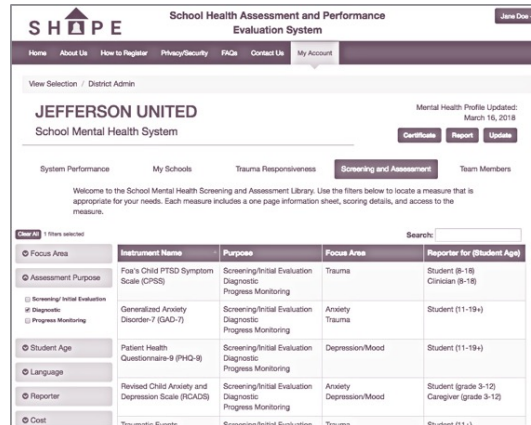 SHAPE
School Health Assessment and Performance
Evaluation System
Jane Doe
Home About Us How to Register Privacy/Security FAQs Contact Us My Account
View Selection / District Admin
JEFFERSON UNITED
School Mental Health System
Mental Health Profile Updated:
March 16, 2018
Certificate Report Update
System Performance My Schools Trauma Responsiveness Screening and Assessment Team Members
Welcome to the School Mental Health Screening and Assessment Library. Use the filters below to locate a measure that is
appropriate for your needs. Each measure includes a one page information sheet, scoring details, and access to the
measure.
Clear All 1 filters selected
Search:
Focus Area
Assessment Purpose
Screening/ Initial Evaluation
Diagnostic
Progress Monitoring
Student Age
Language
Reporter
Cost
Instrument Name Purpose Focus Area Reporter for (Student Age)
Foa's Child PTSD Symptom Screening/Initial Evaluation Trauma Student (8-18)
Scale (CPSS) Diagnostic Clinician (8-18)
Progress Monitoring
Generalized Anxiety Screening/Initial Evaluation Anxiety Student (11-19+)
Disorder-7 (GAD-7) Diagnostic Trauma
Progress Monitoring
Patient Health Screening/Initial Evaluation Depression/Mood Student (11-19+)
Questionnaire-9 (PHQ-9) Diagnostic
Progress Monitoring
Revised Child Anxiety and Screening/Initial Evaluation Anxiety Student (grade 3-12)
Depression Scale (RCADS) Diagnostic Depression/Mood Caregiver (grade 3-12)
Progress Monitoring
Traumatic Events Screening/Initial Evaluation Trauma Student (11+)